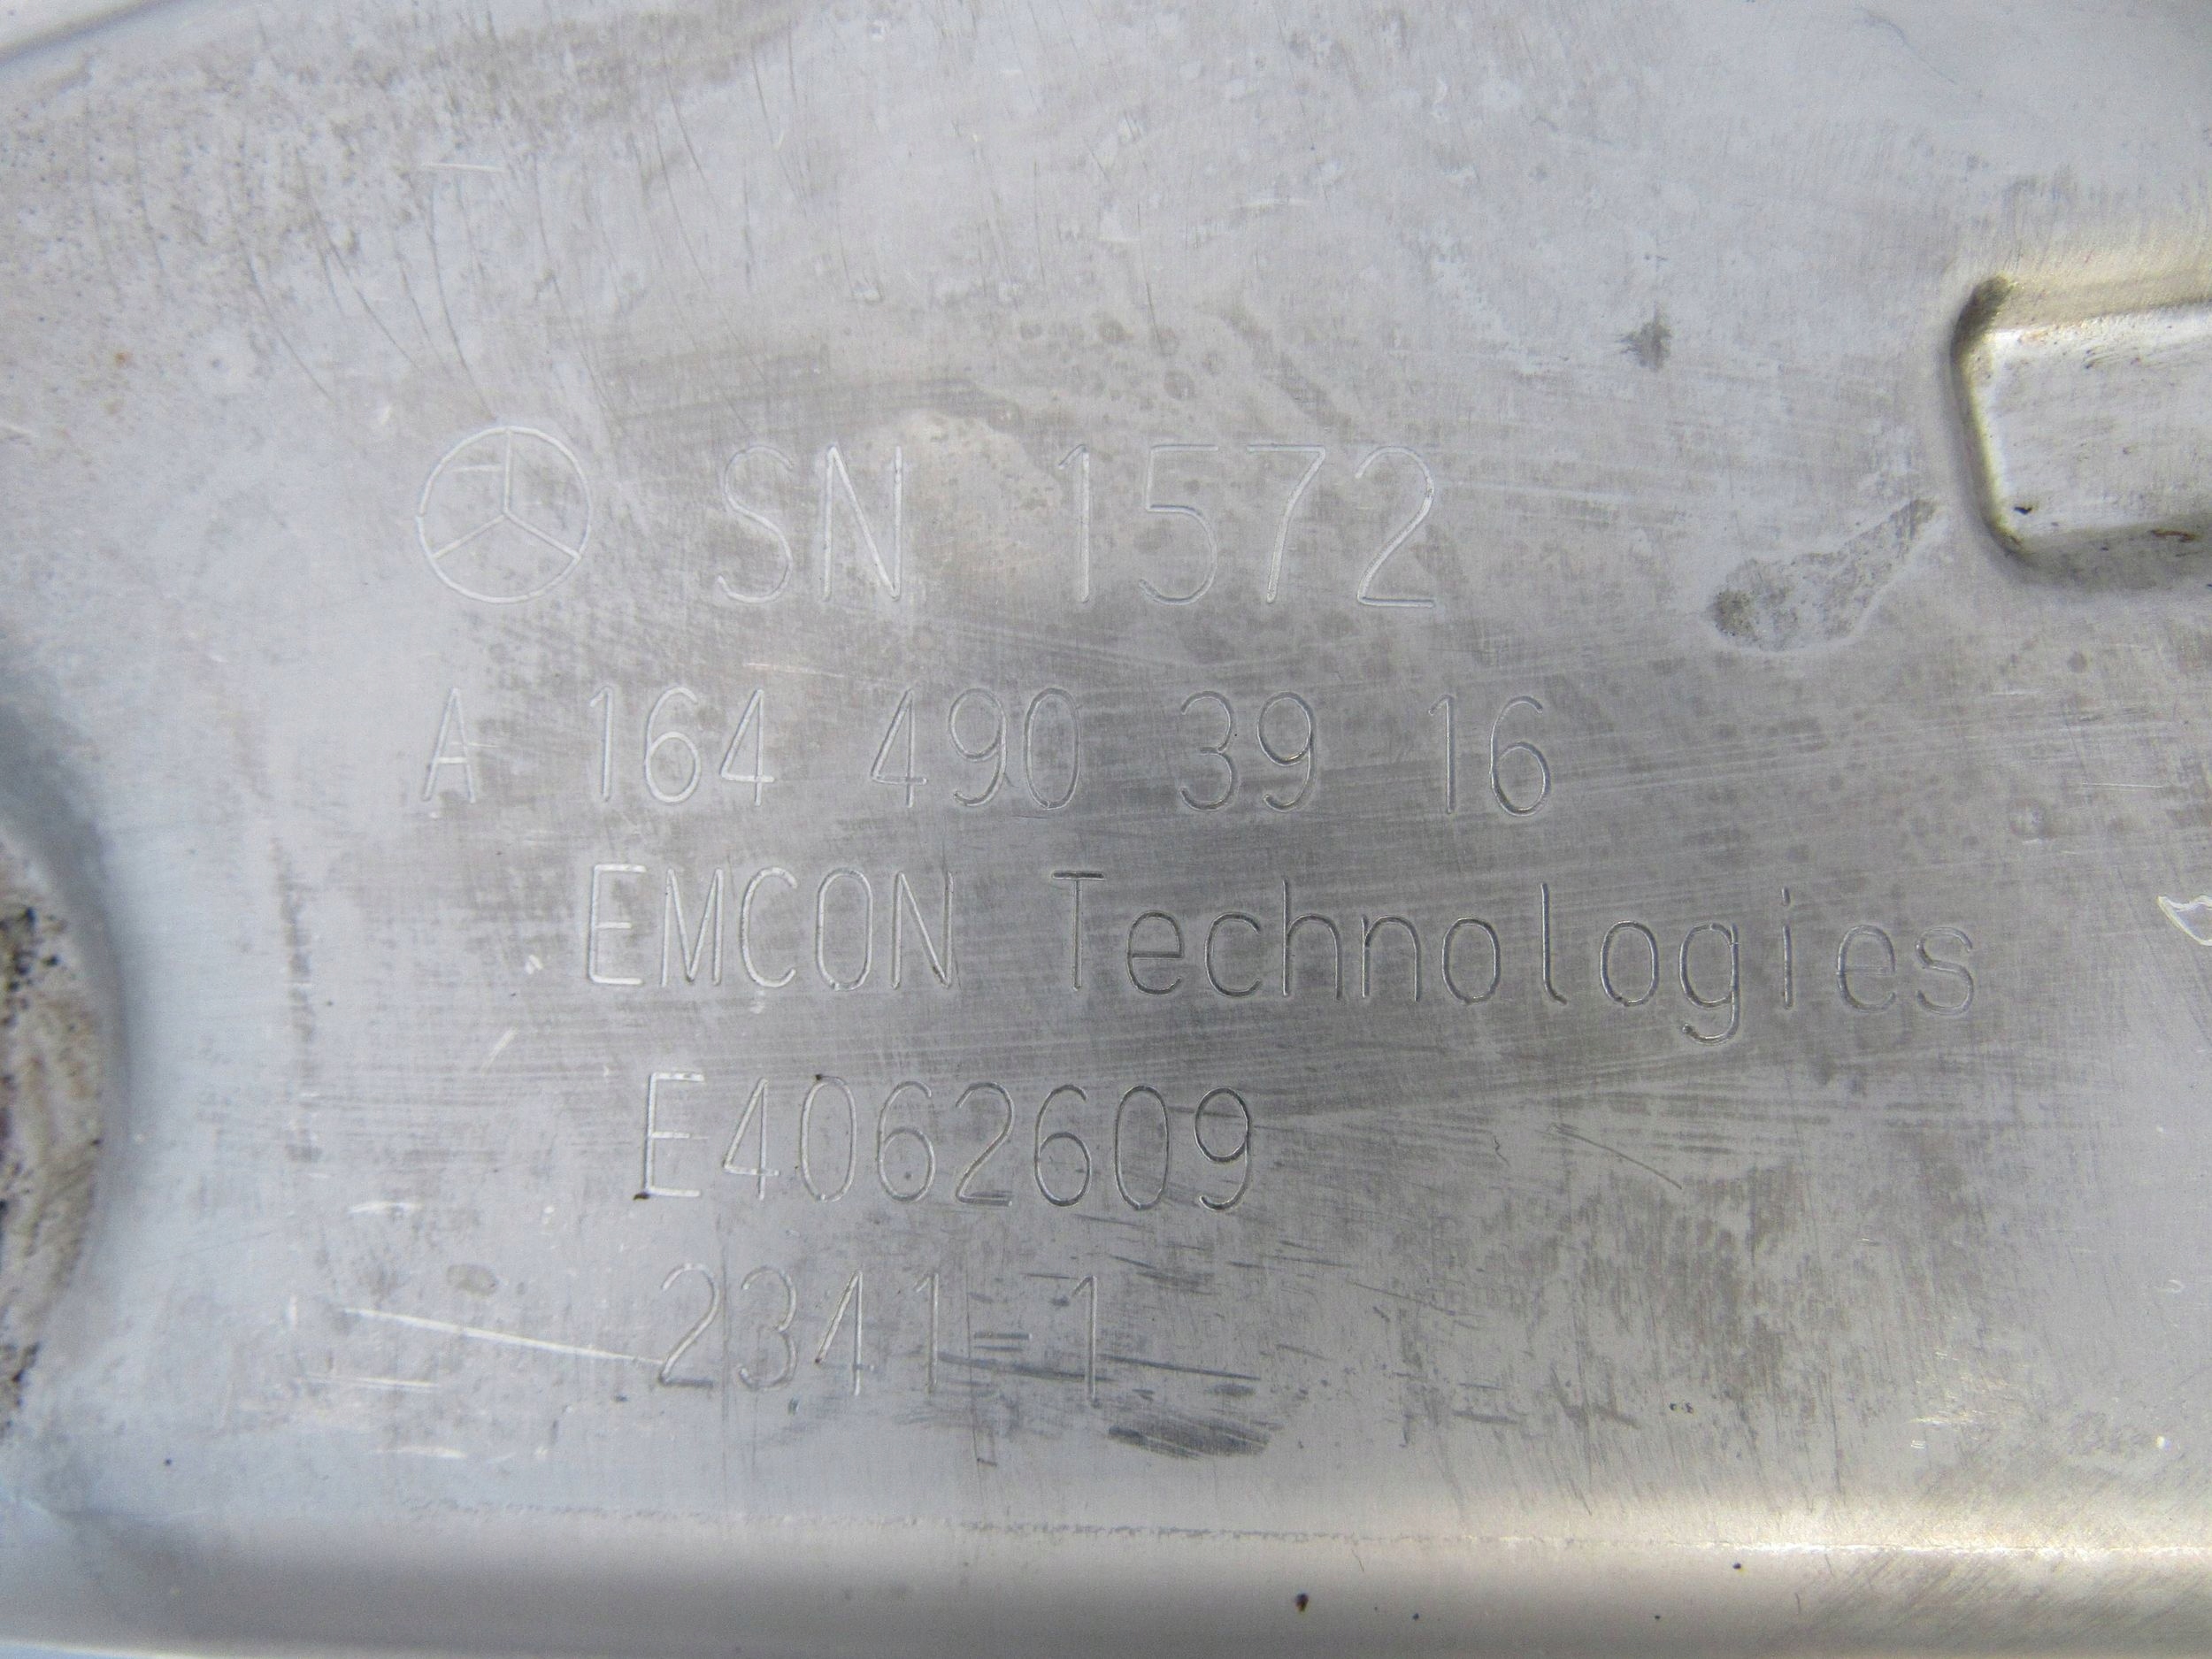 SN 1572
A 164 490 39 16
EMCON Technologies
E4062609
2341-1